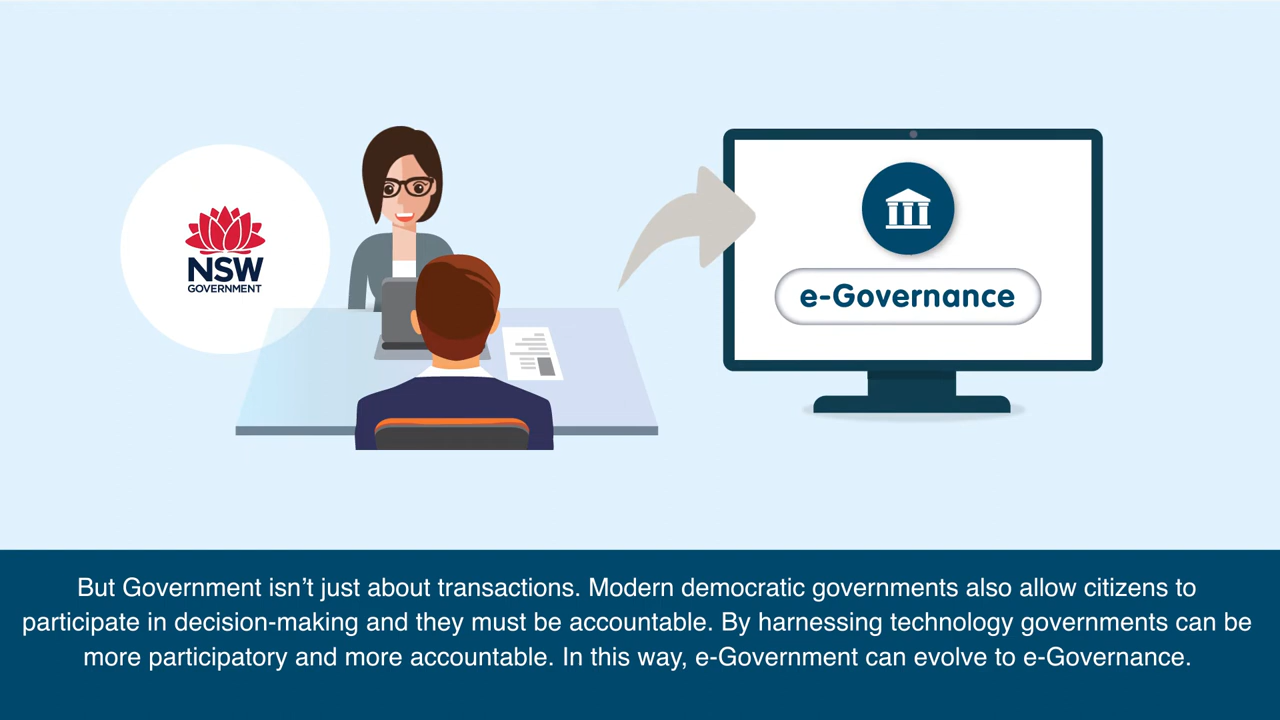 NSW
GOVERNMENT
e-Governance
But Government isn’t just about transactions. Modern democratic governments also allow citizens to
participate in decision-making and they must be accountable. By harnessing technology governments can be
more participatory and more accountable. In this way, e-Government can evolve to e-Governance.